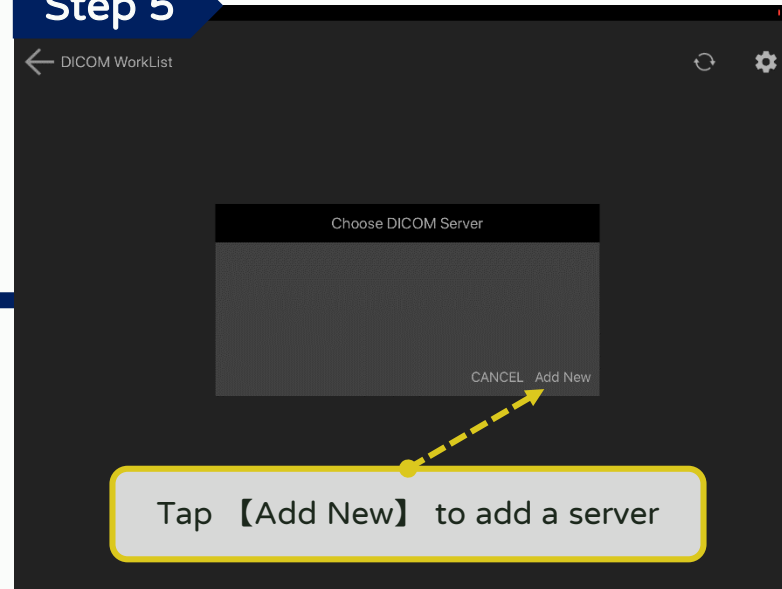 Step 5
DICOM WorkList
Choose DICOM Server
CANCEL Add New
Tap 【Add New】 to add a server